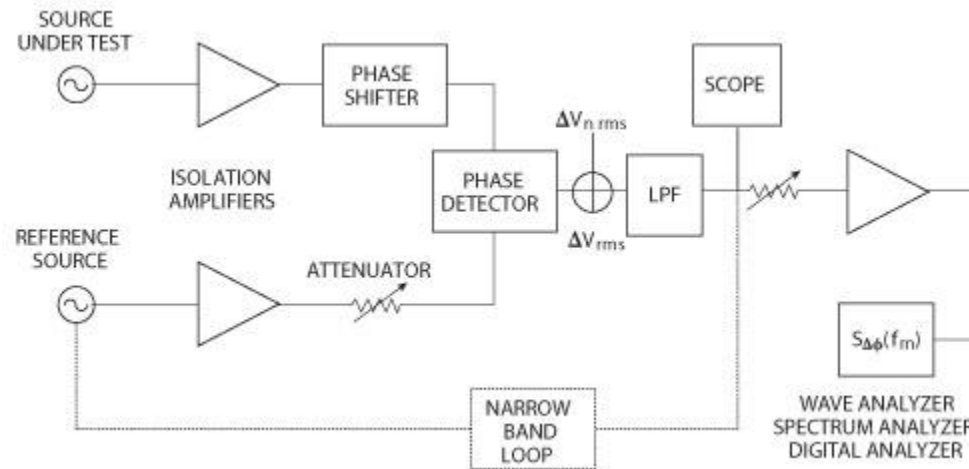 SOURCE
UNDER TEST
PHASE
SHIFTER
SCOPE
ΔVn rms
ISOLATION
AMPLIFIERS
PHASE
DETECTOR
LPF
ΔVrms
REFERENCE
SOURCE
ATTENUATOR
SΔϕ(fm)
NARROW
BAND
LOOP
WAVE ANALYZER
SPECTRUM ANALYZER
DIGITAL ANALYZER